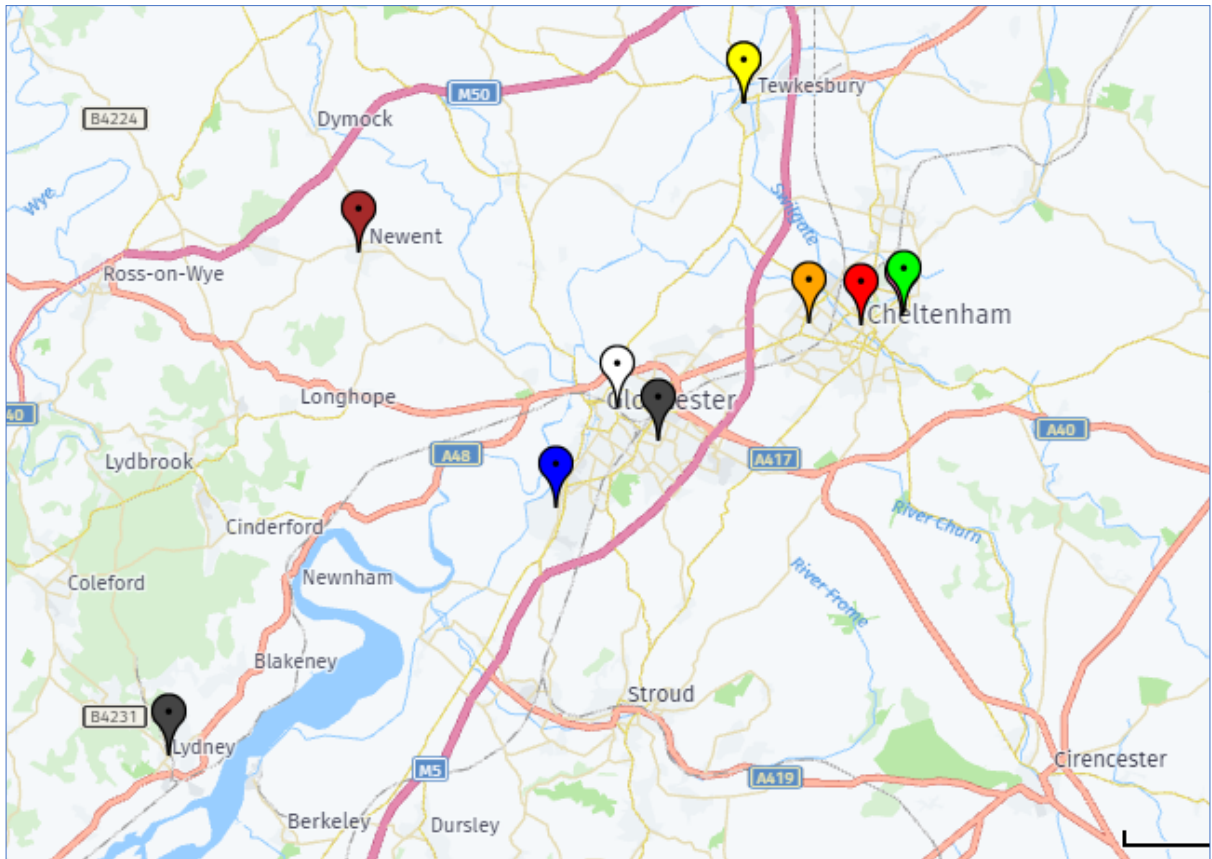 Tewkesbury
M50
B4224
Dymock
Wye
Swilgate
Newent
Ross-on-Wye
Cheltenham
Longhope
Gloucester
40
A40
A48
A417
Lydbrook
River Churn
Cinderford
Newnham
Coleford
River Frome
Blakeney
Stroud
B4231
Lydney
Cirencester
M5
A419
Berkeley
Dursley